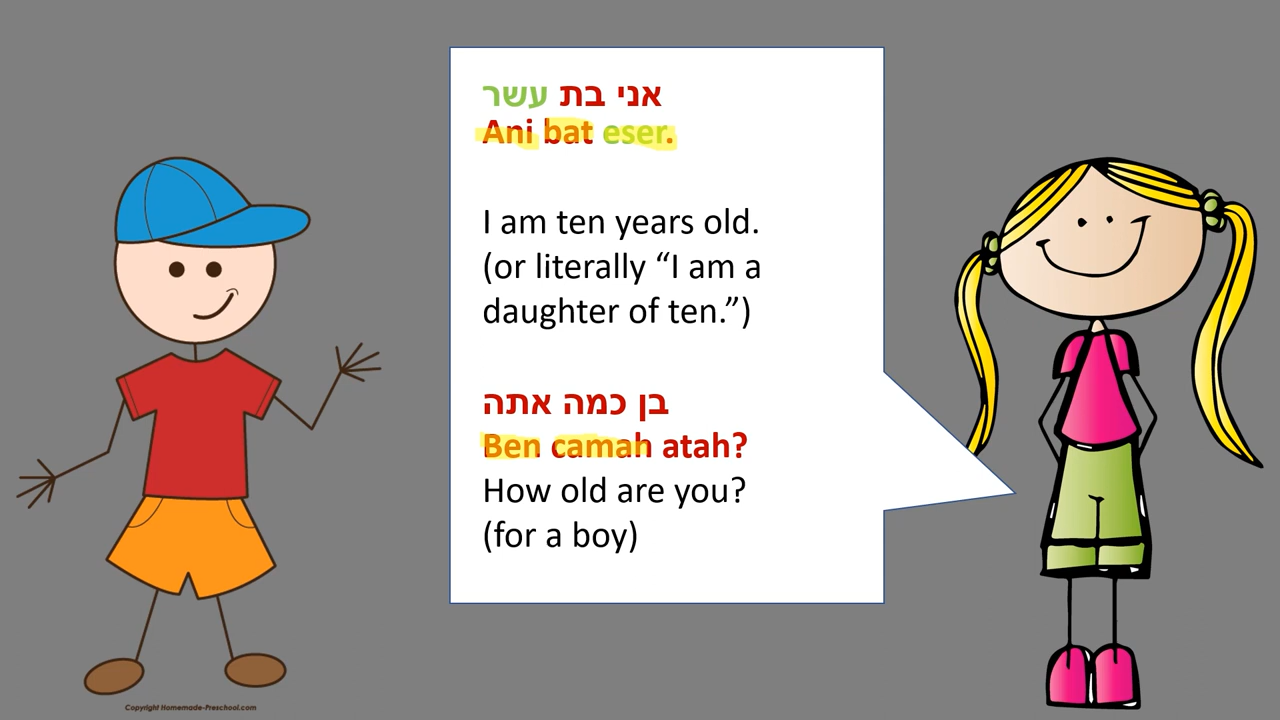 אני בת עשר
Ani bat eser.
I am ten years old.
(or literally “I am a
daughter of ten.”)
בן כמה אתה
Ben camah atah?
How old are you?
(for a boy)
Copyright Homemade-Preschool.com